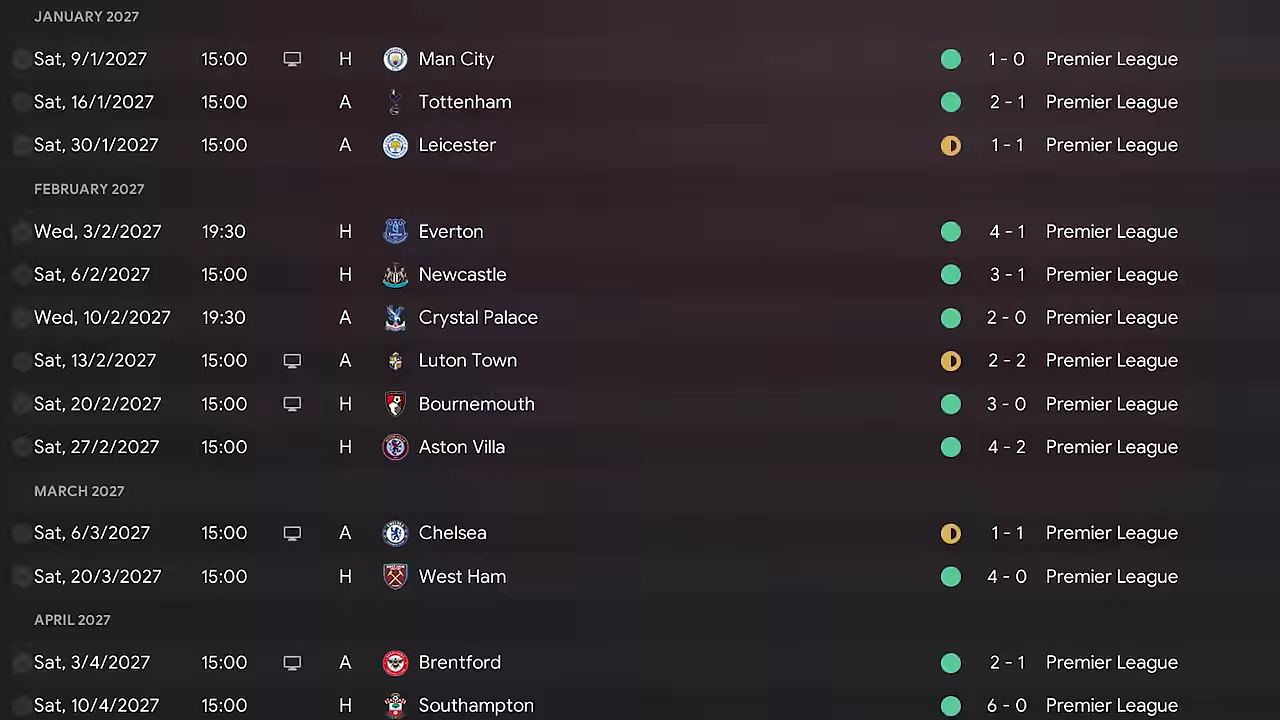 JANUARY 2027
Sat, 9/1/2027 15:00 H Man City 1 - 0 Premier League
Sat, 16/1/2027 15:00 A Tottenham 2 - 1 Premier League
Sat, 30/1/2027 15:00 A Leicester 1 - 1 Premier League
FEBRUARY 2027
Wed, 3/2/2027 19:30 H Everton 4 - 1 Premier League
Sat, 6/2/2027 15:00 H Newcastle 3 - 1 Premier League
Wed, 10/2/2027 19:30 A Crystal Palace 2 - 0 Premier League
Sat, 13/2/2027 15:00 A Luton Town 2 - 2 Premier League
Sat, 20/2/2027 15:00 H Bournemouth 3 - 0 Premier League
Sat, 27/2/2027 15:00 H Aston Villa 4 - 2 Premier League
MARCH 2027
Sat, 6/3/2027 15:00 A Chelsea 1 - 1 Premier League
Sat, 20/3/2027 15:00 H West Ham 4 - 0 Premier League
APRIL 2027
Sat, 3/4/2027 15:00 A Brentford 2 - 1 Premier League
Sat, 10/4/2027 15:00 H Southampton 6 - 0 Premier League